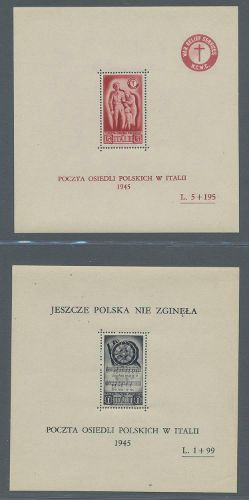 WAR RELIEF SERVICES
N.C.W.C.
POCZTA OSIEDLI POLSKICH W ITALII
1945
L. 5 + 195
JESZCZE POLSKA NIE ZGINĘŁA
POCZTA OSIEDLI POLSKICH W ITALII
1945
L. 1 + 99